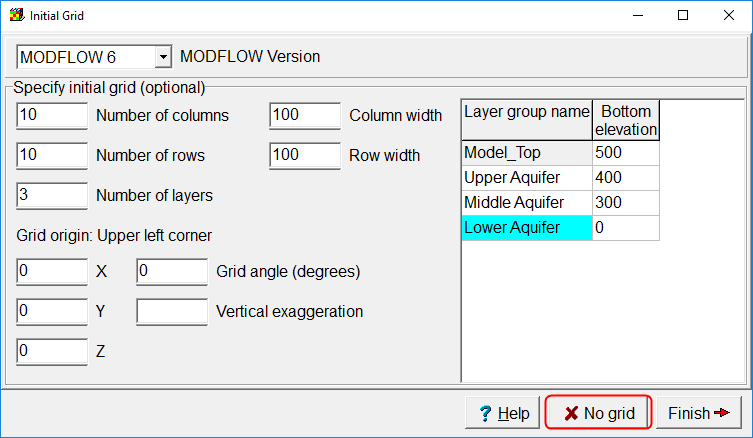 Initial Grid
MODFLOW 6 MODFLOW Version
Specify initial grid (optional)
10 Number of columns 100 Column width
10 Number of rows 100 Row width
3 Number of layers
Grid origin: Upper left corner
0 X 0 Grid angle (degrees)
0 Y Vertical exaggeration
0 Z
Layer group name Bottom
elevation
Model_Top 500
Upper Aquifer 400
Middle Aquifer 300
Lower Aquifer 0
? Help No grid Finish